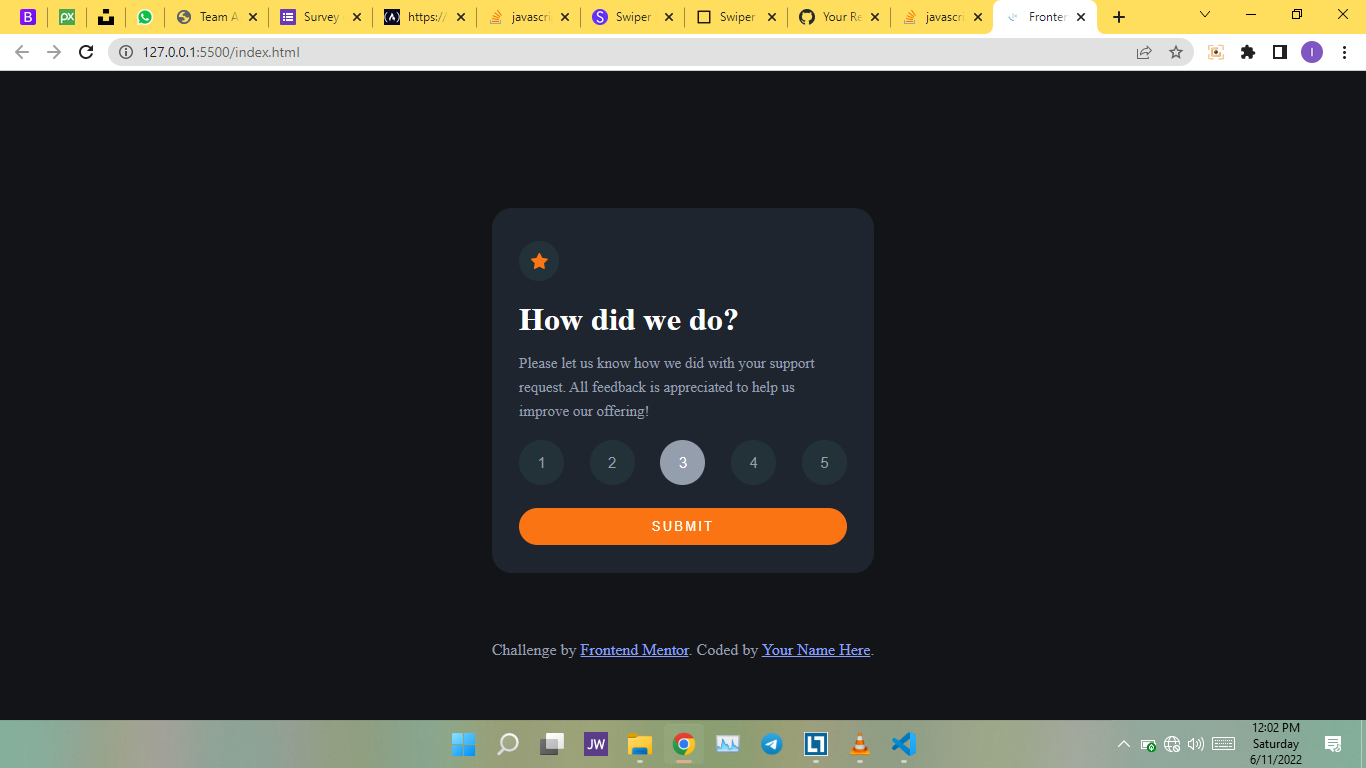 B
px
Team A
Survey
https://
javascri
S
Swiper
Swiper
Your Re
javascri
Fronter
127.0.0.1:5500/index.html
I
How did we do?
Please let us know how we did with your support
request. All feedback is appreciated to help us
improve our offering!
1 2 3 4 5
SUBMIT
Challenge by Frontend Mentor. Coded by Your Name Here.
JW
12:02 PM
Saturday
6/11/2022